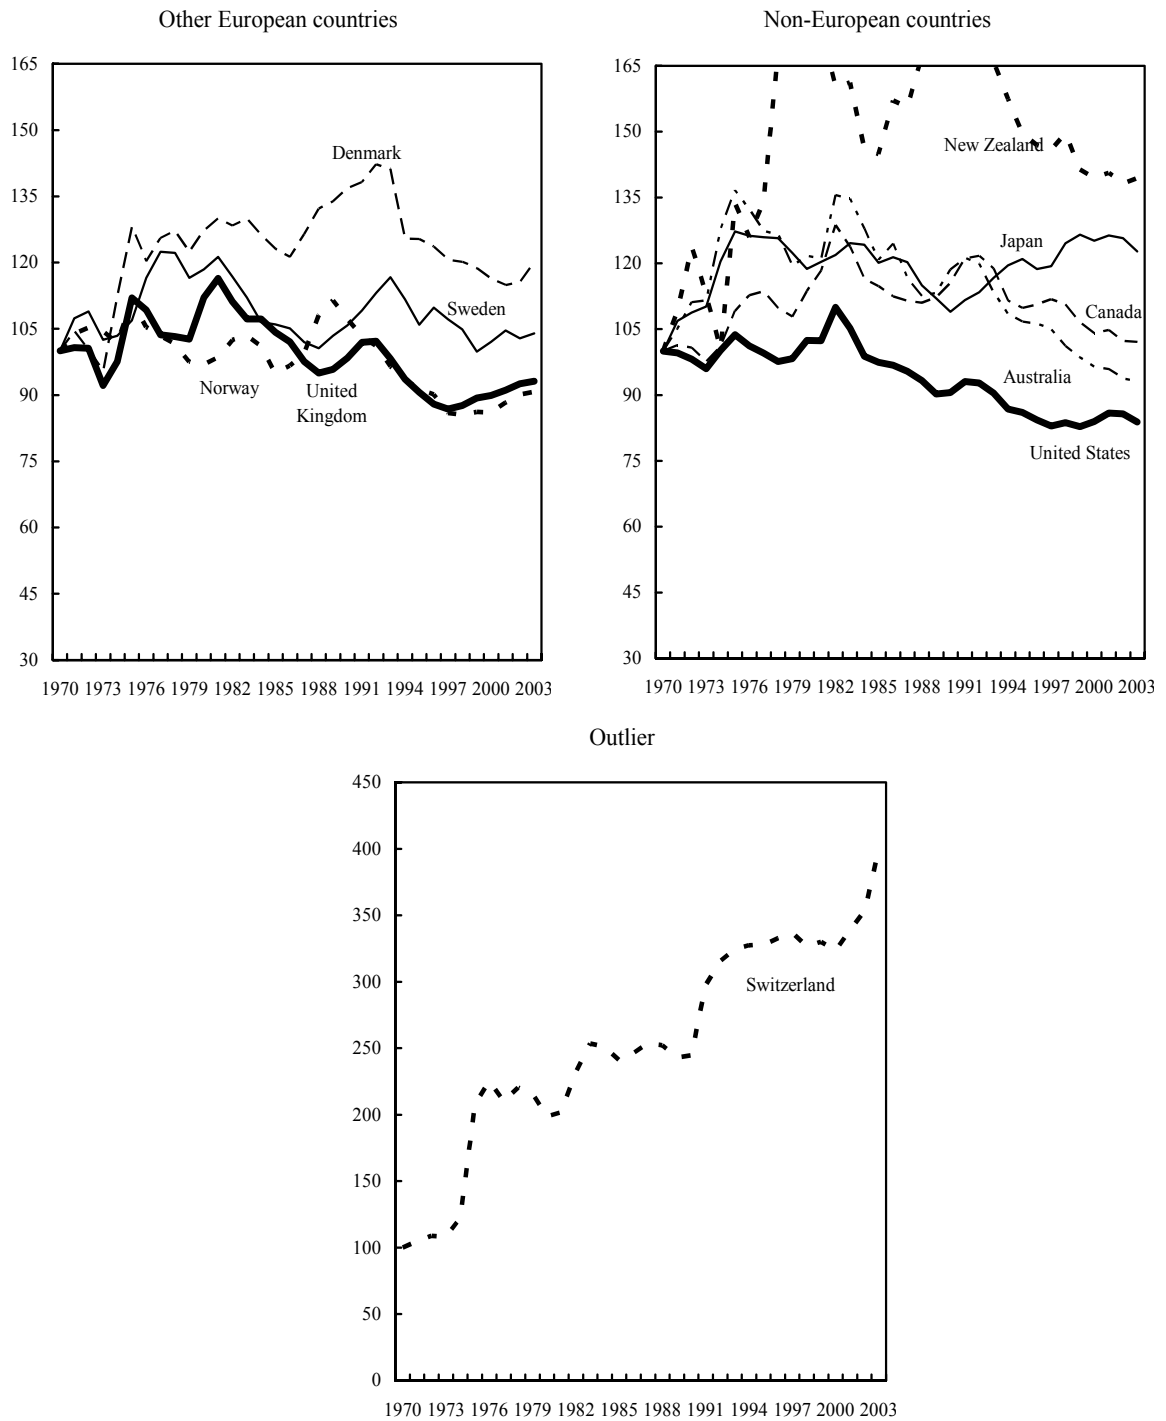 Other European countries
165
150
135
120
105
90
75
60
45
30
Denmark
Sweden
Norway
United
Kingdom
1970 1973 1976 1979 1982 1985 1988 1991 1994 1997 2000 2003
Non-European countries
165
150
135
120
105
90
75
60
45
30
New Zealand
Japan
Canada
Australia
United States
1970 1973 1976 1979 1982 1985 1988 1991 1994 1997 2000 2003
Outlier
450
400
350
300
250
200
150
100
50
0
Switzerland
1970 1973 1976 1979 1982 1985 1988 1991 1994 1997 2000 2003